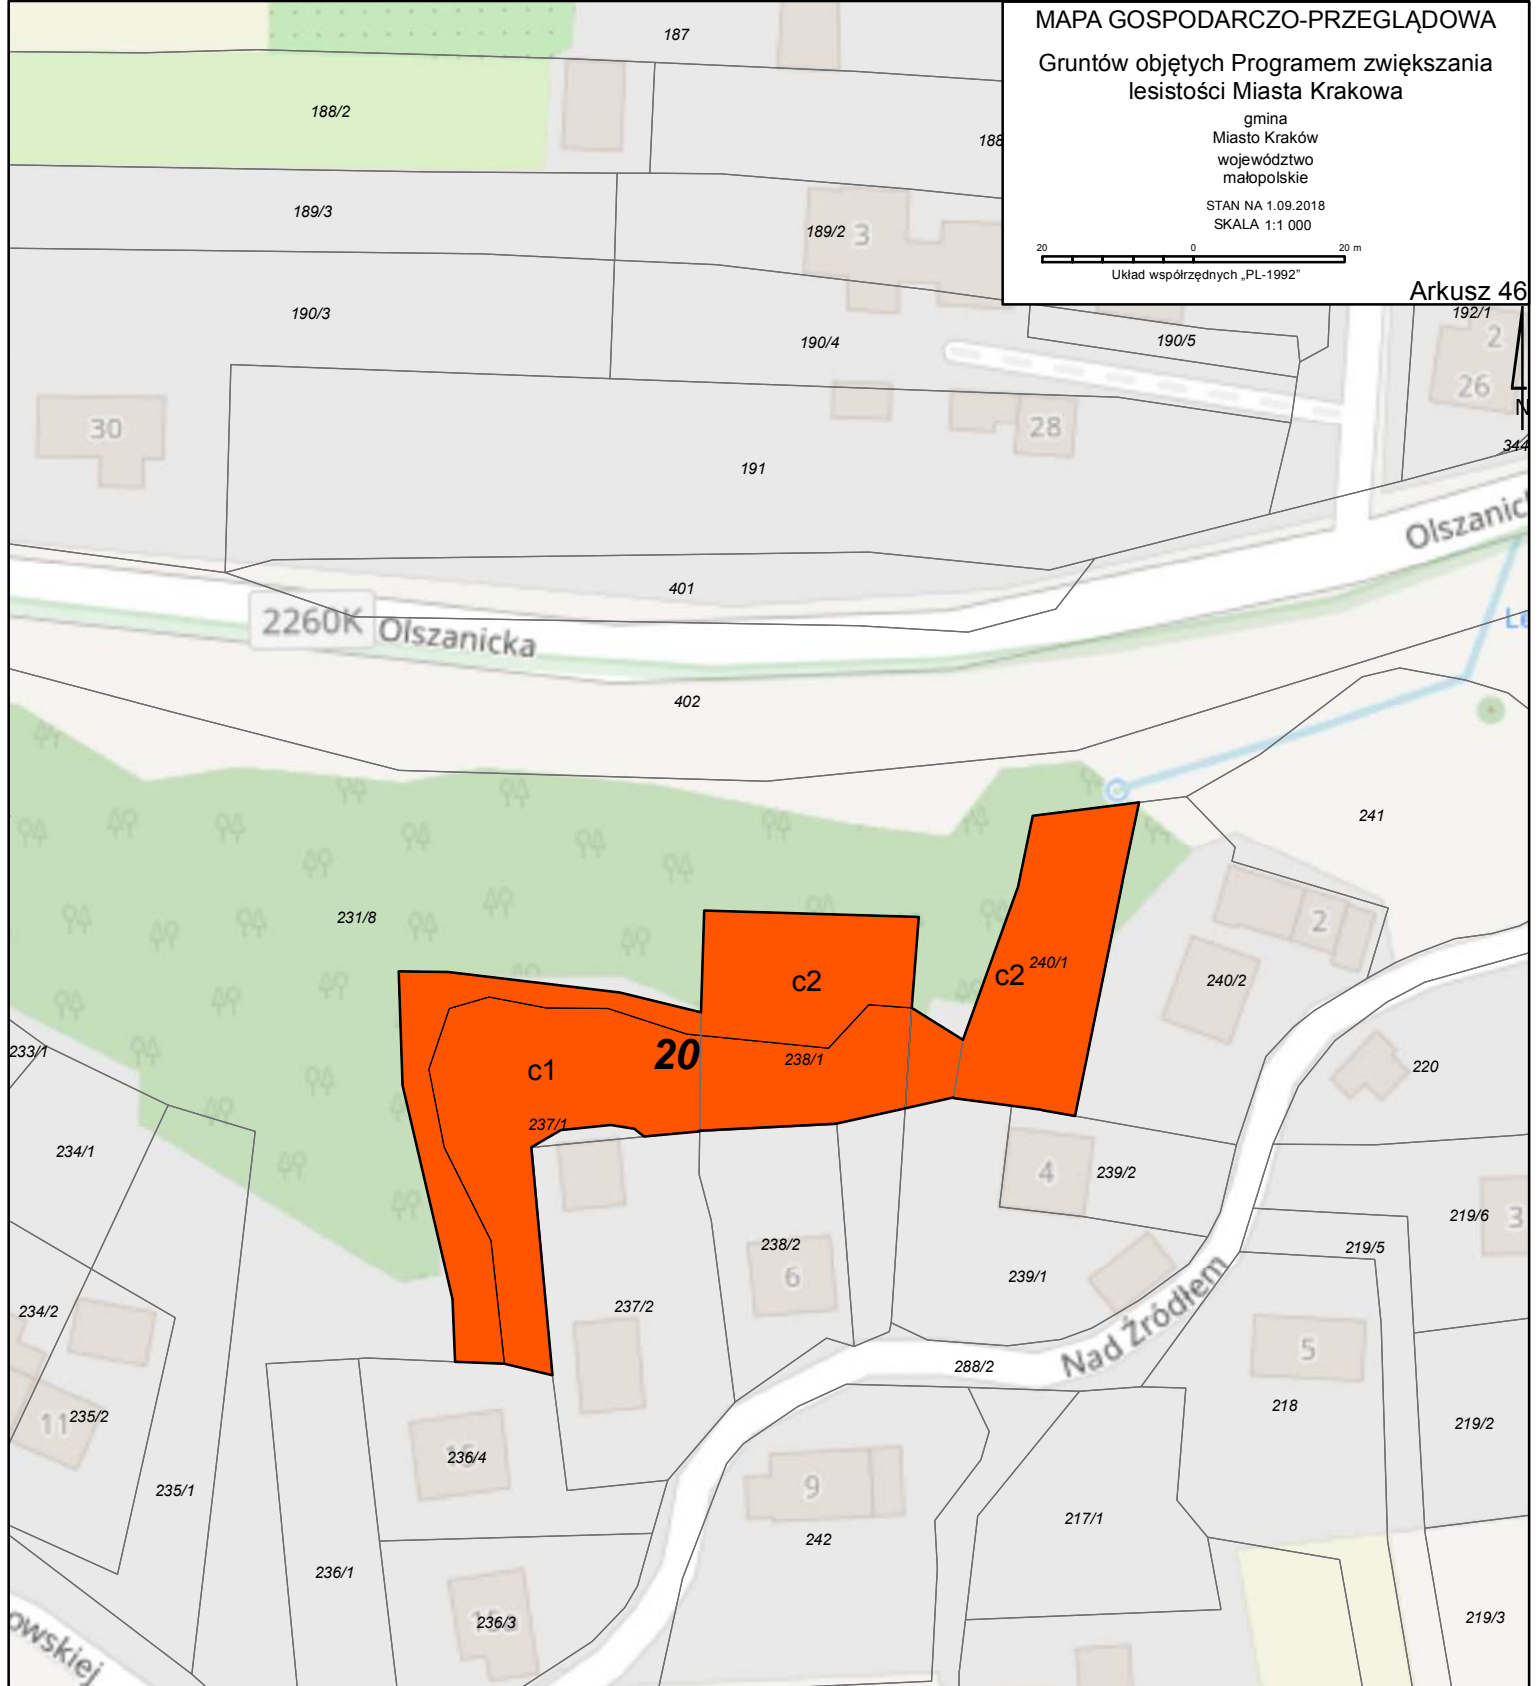 MAPA GOSPODARCZO-PRZEGLĄDOWA
Gruntów objętych Programem zwiększania
lesistości Miasta Krakowa
gmina
Miasto Kraków
województwo
małopolskie
STAN NA 1.09.2018
SKALA 1:1 000
20 0 20 m
Układ współrzędnych „PL-1992”
Arkusz 46
187
188/2
188
189/3
189/2
3
190/3
190/4
190/5
192/1
2
26
N
344
30
28
191
Olszanic
401
2260K
Olszanicka
Le
402
241
231/8
2
c2
c2
240/1
240/2
233/1
20
238/1
c1
220
237/1
234/1
4
239/2
219/6
3
219/5
238/2
6
239/1
237/2
234/2
Nad Źródłem
5
288/2
218
11
235/2
219/2
236/4
9
235/1
217/1
242
236/1
236/3
219/3
owskiej